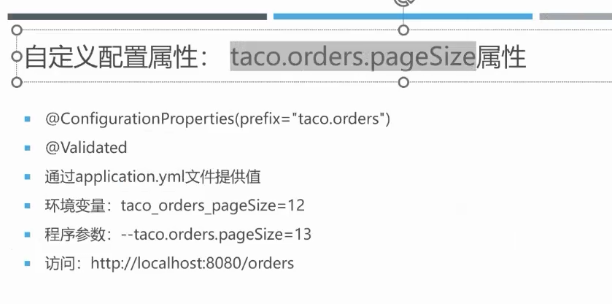 自定义配置属性：taco.orders.pageSize属性
@ConfigurationProperties(prefix="taco.orders")
@Validated
通过application.yml文件提供值
环境变量：taco_orders_pageSize=12
程序参数：--taco.orders.pageSize=13
访问：http://localhost:8080/orders